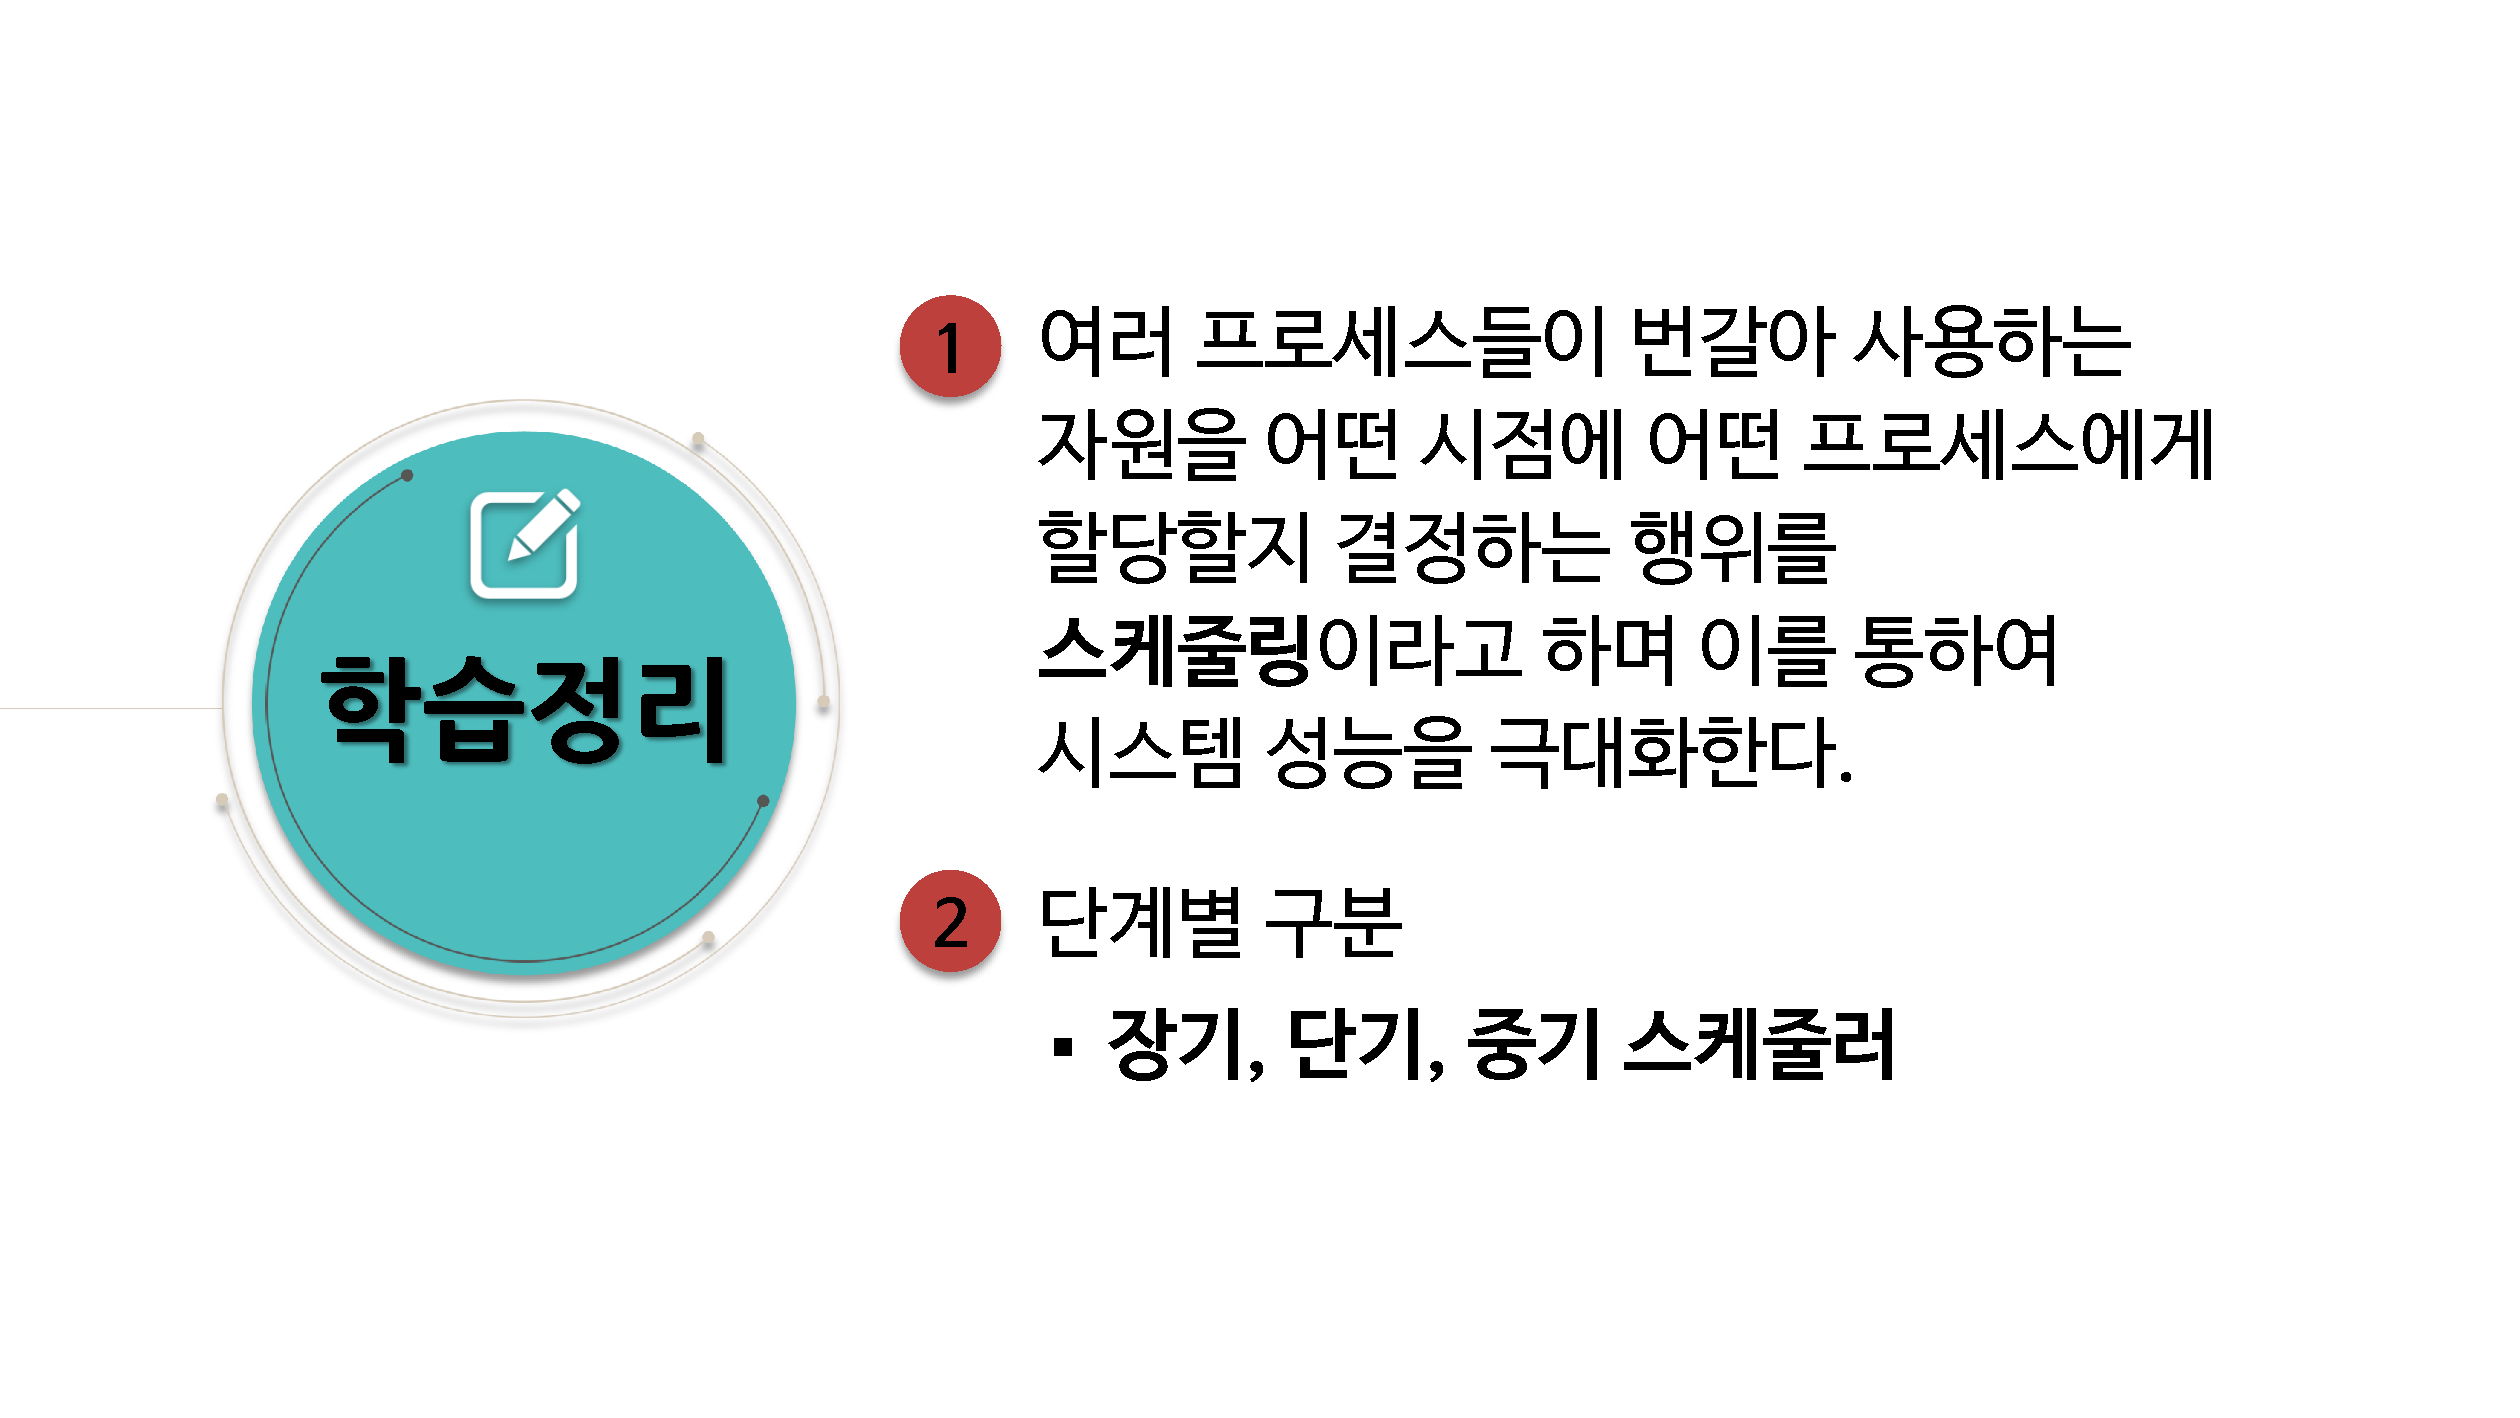 학습정리
1 여러 프로세스들이 번갈아 사용하는
자원을 어떤 시점에 어떤 프로세스에게
할당할지 결정하는 행위를
스케줄링이라고 하며 이를 통하여
시스템 성능을 극대화한다.
2 단계별 구분
▪ 장기, 단기, 중기 스케줄러